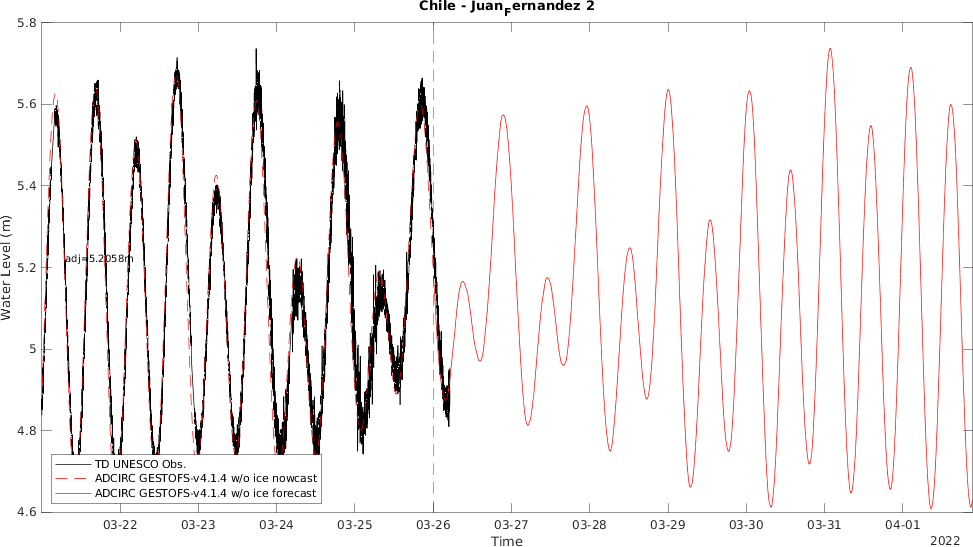 Chile - Juan_Fernandez 2
5.8
5.6
5.4
5.2
5
4.8
4.6
Water Level (m)
adj=5.2058m
TD UNESCO Obs.
ADCIRC GESTOFS-v4.1.4 w/o ice nowcast
ADCIRC GESTOFS-v4.1.4 w/o ice forecast
03-22 03-23 03-24 03-25 03-26 03-27 03-28 03-29 03-30 03-31 04-01
Time
2022